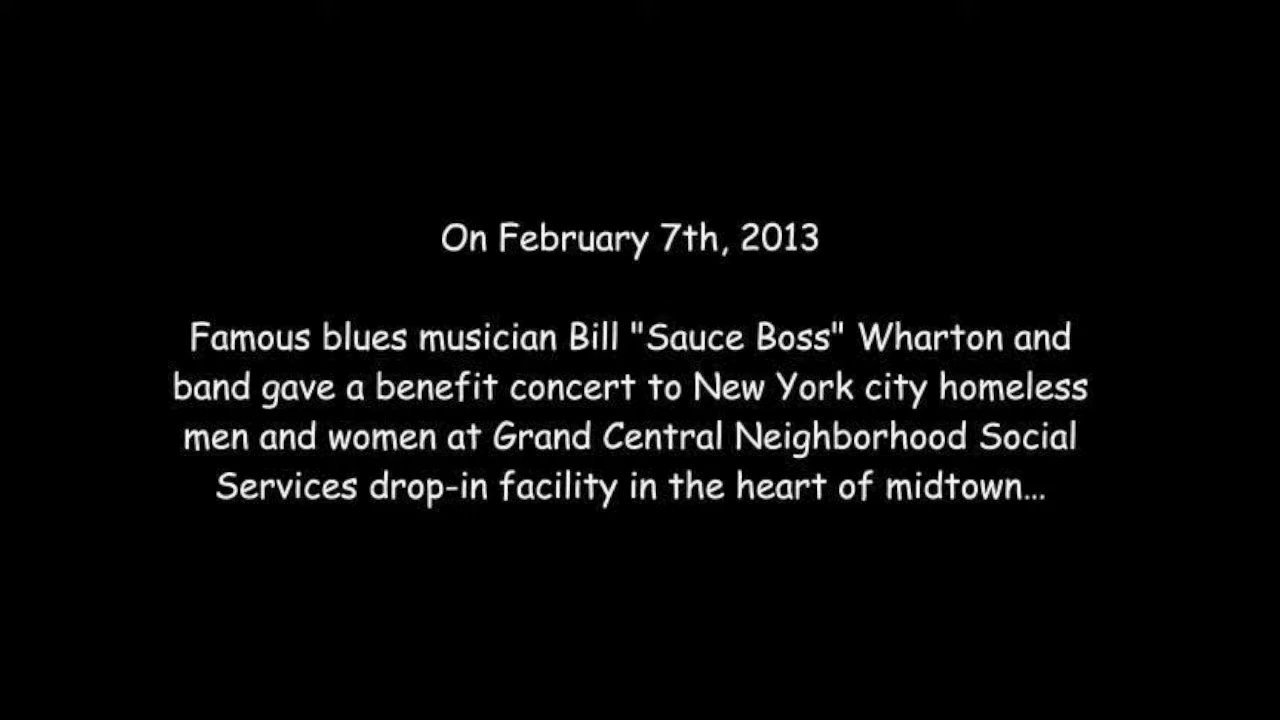 On February 7th, 2013
Famous blues musician Bill "Sauce Boss" Wharton and
band gave a benefit concert to New York city homeless
men and women at Grand Central Neighborhood Social
Services drop-in facility in the heart of midtown...